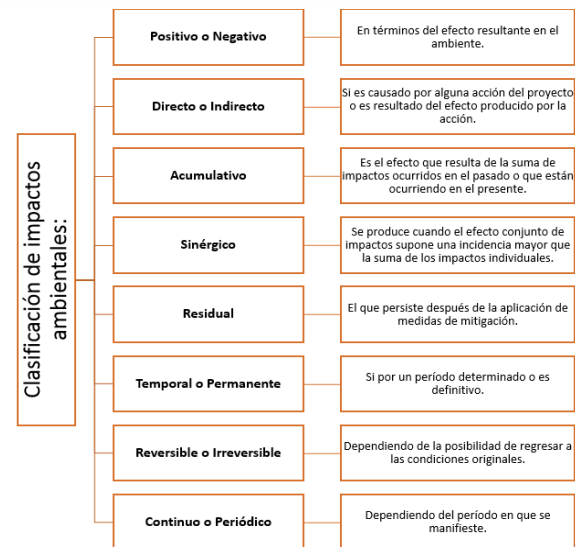 Clasificación de impactos
ambientales:
Positivo o Negativo
En términos del efecto resultante en el
ambiente.
Directo o Indirecto
Si es causado por alguna acción del proyecto
o es resultado del efecto producido por la
acción.
Acumulativo
Es el efecto que resulta de la suma de
impactos ocurridos en el pasado o que están
ocurriendo en el presente.
Sinérgico
Se produce cuando el efecto conjunto de
impactos supone una incidencia mayor que
la suma de los impactos individuales.
Residual
El que persiste después de la aplicación de
medidas de mitigación.
Temporal o Permanente
Si por un período determinado o es
definitivo.
Reversible o Irreversible
Dependiendo de la posibilidad de regresar a
las condiciones originales.
Continuo o Periódico
Dependiendo del período en que se
manifieste.